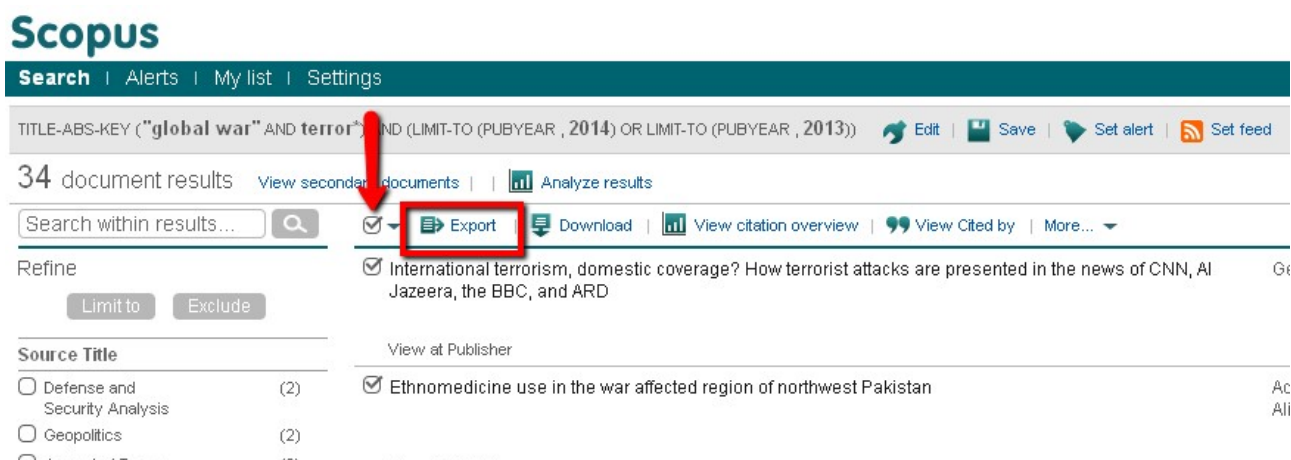 Scopus
Search | Alerts | My list | Settings
TITLE-ABS-KEY ("global war" AND terror*) AND (LIMIT-TO (PUBYEAR , 2014) OR LIMIT-TO (PUBYEAR , 2013)) Edit | Save | Set alert | Set feed
34 document results View secondary documents | | Analyze results
Search within results... Export | Download | View citation overview | View Cited by | More...
Refine
Limit to Exclude
Source Title
Defense and (2)
Security Analysis
Geopolitics (2)
International terrorism, domestic coverage? How terrorist attacks are presented in the news of CNN, Al
Jazeera, the BBC, and ARD
View at Publisher
Ethnomedicine use in the war affected region of northwest Pakistan